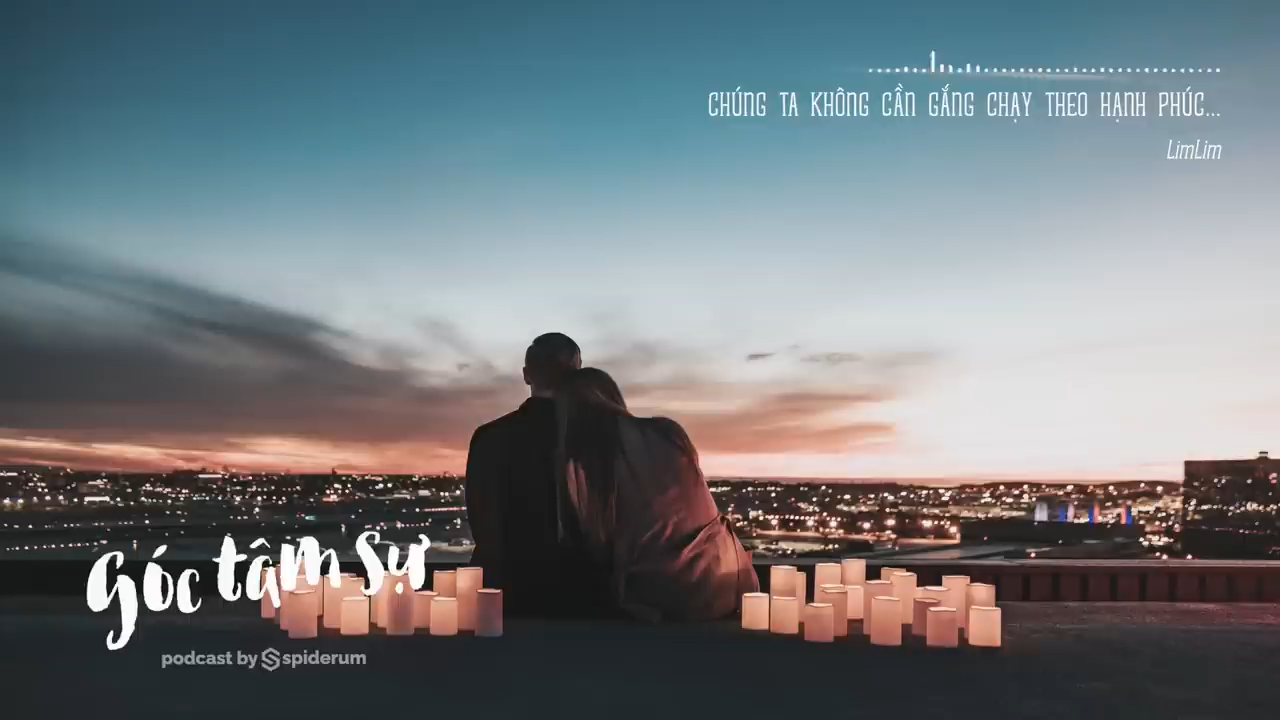 CHÚNG TA KHÔNG CẦN GẮNG CHẠY THEO HẠNH PHÚC...
LimLim
góc tâm sự
podcast by spiderum